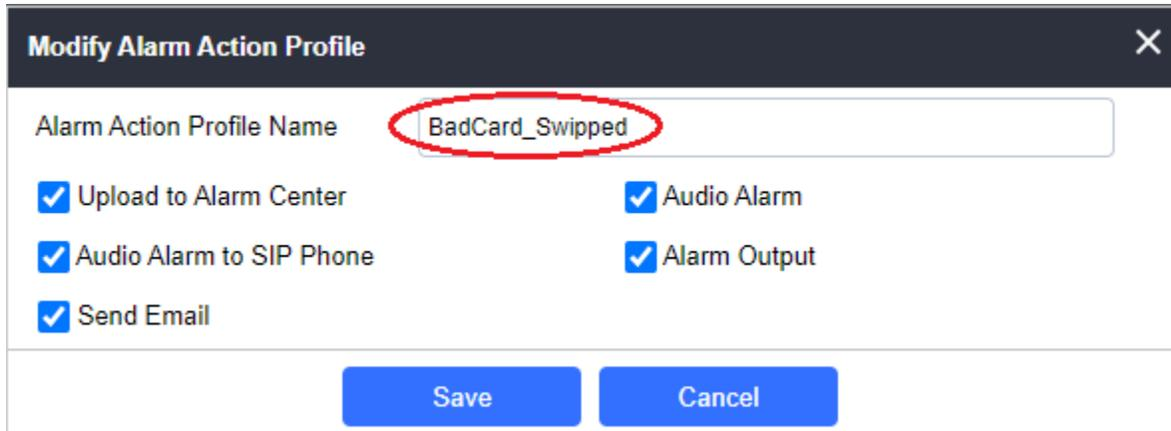 Modify Alarm Action Profile
Alarm Action Profile Name BadCard_Swipped
Upload to Alarm Center Audio Alarm
Audio Alarm to SIP Phone Alarm Output
Send Email
Save Cancel